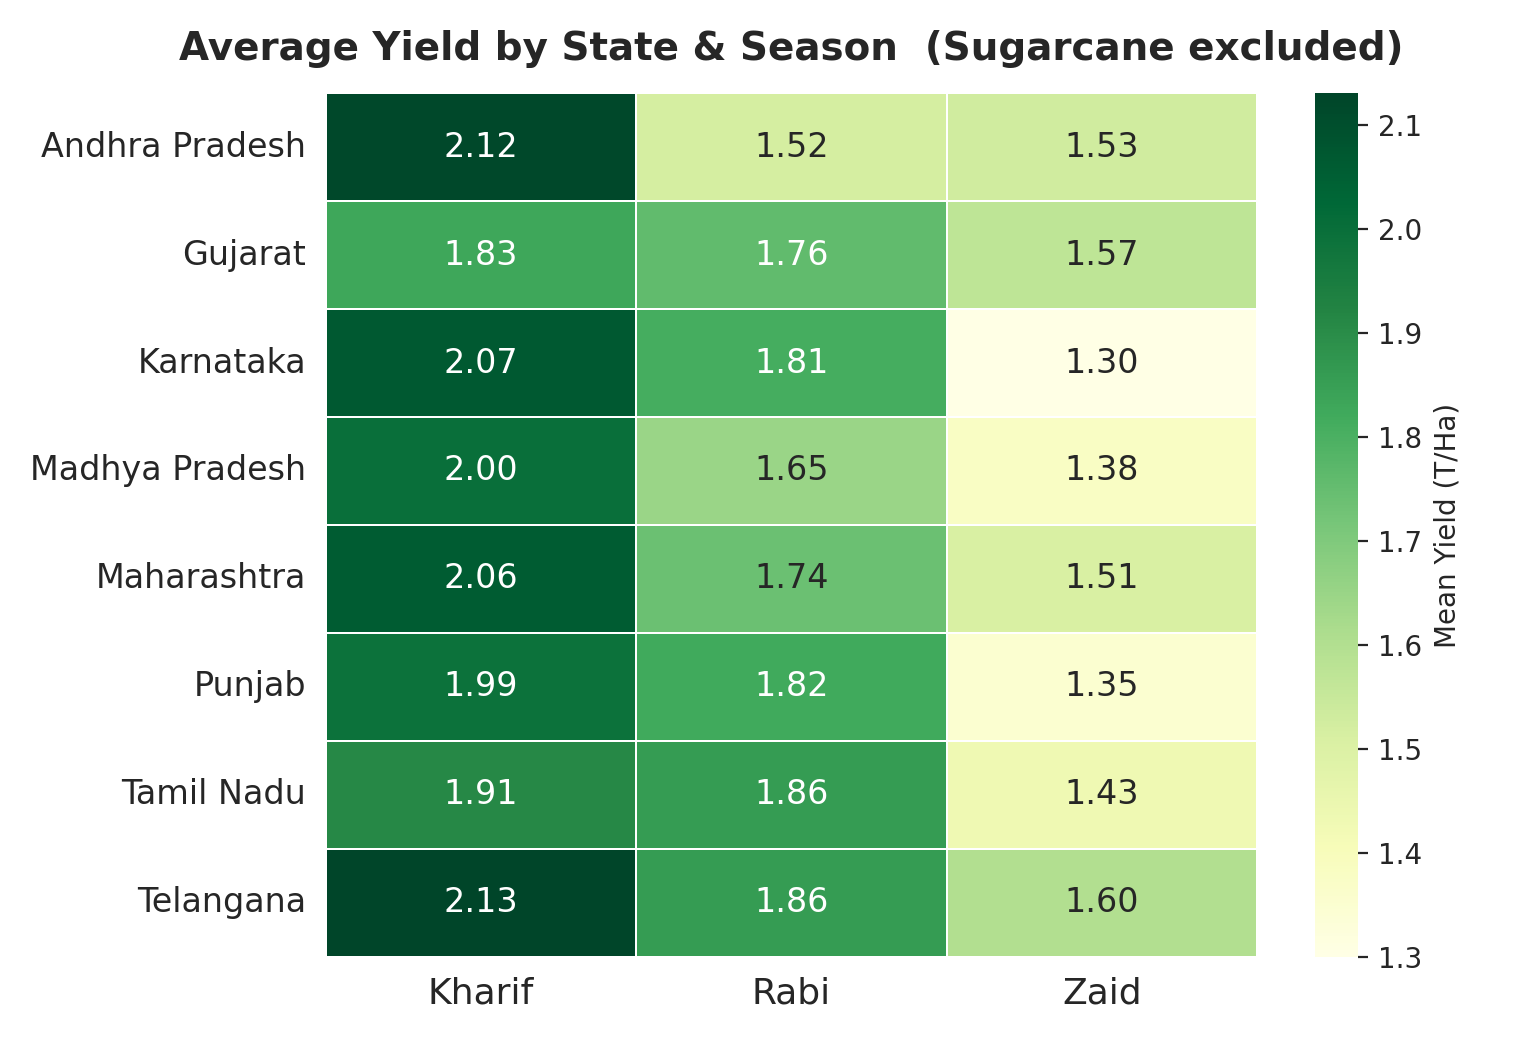 Average Yield by State & Season (Sugarcane excluded)
Andhra Pradesh 2.12 1.52 1.53
Gujarat 1.83 1.76 1.57
Karnataka 2.07 1.81 1.30
Madhya Pradesh 2.00 1.65 1.38
Maharashtra 2.06 1.74 1.51
Punjab 1.99 1.82 1.35
Tamil Nadu 1.91 1.86 1.43
Telangana 2.13 1.86 1.60
Kharif Rabi Zaid
2.1
2.0
1.9
1.8
1.7
1.6
1.5
1.4
1.3
Mean Yield (T/Ha)